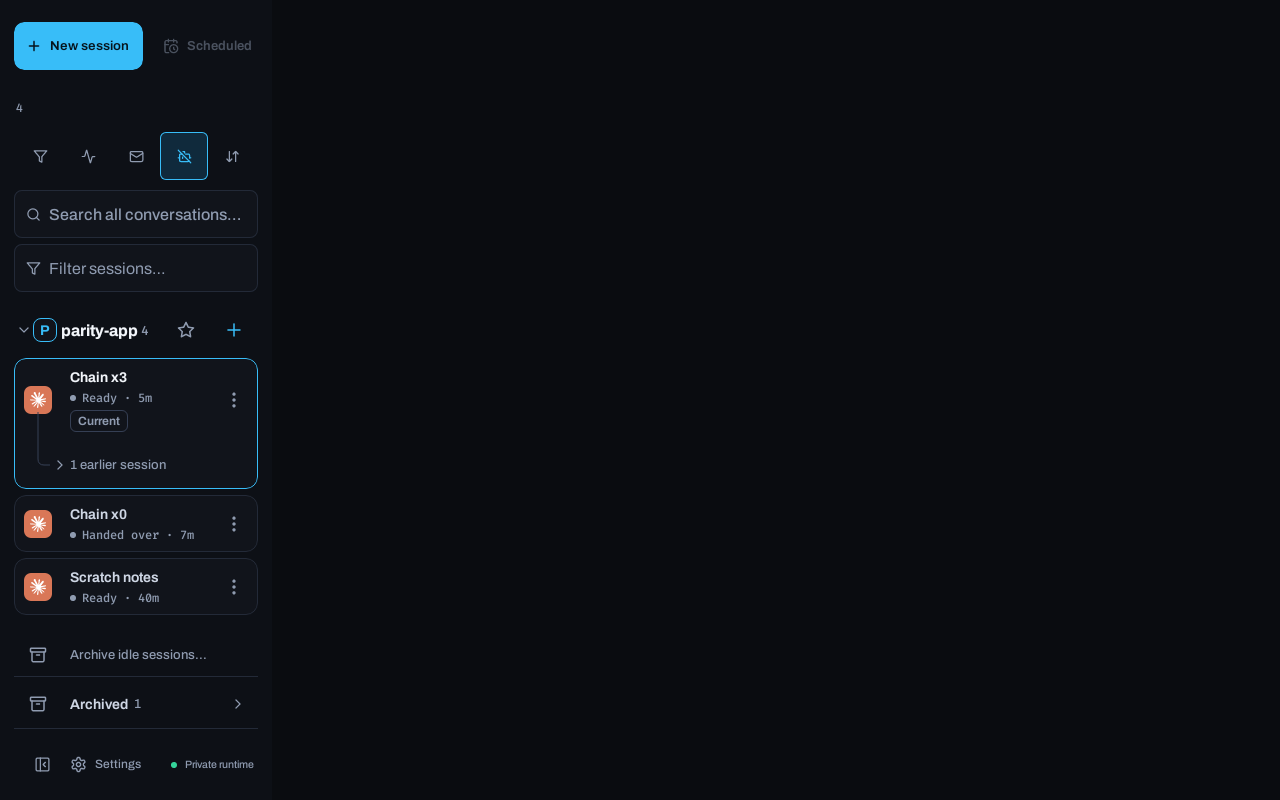 New session
Scheduled
4
Search all conversations...
Filter sessions...
P parity-app 4
Chain x3
Ready · 5m
Current
1 earlier session
Chain x0
Handed over · 7m
Scratch notes
Ready · 40m
Archive idle sessions...
Archived 1
Settings
Private runtime